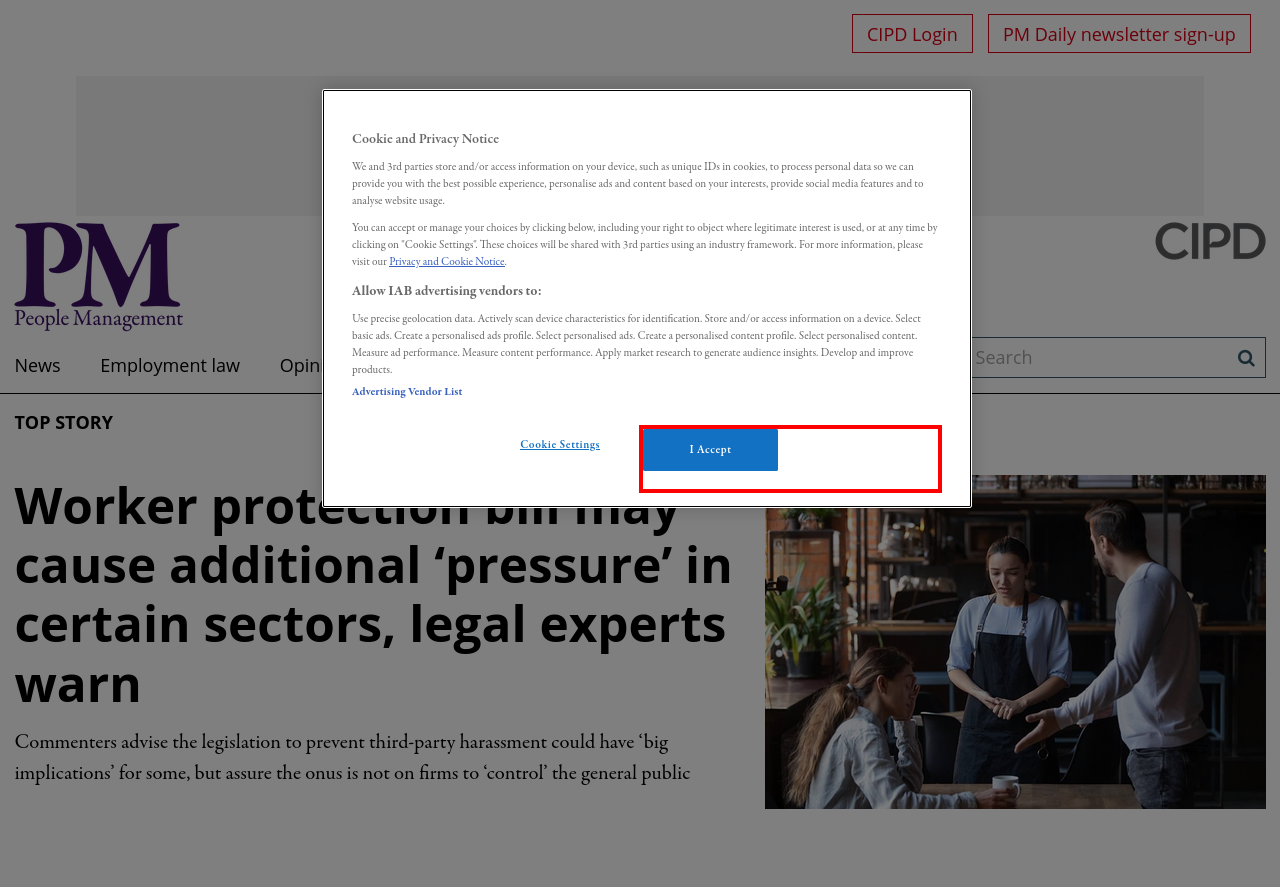 CIPD Login
PM Daily newsletter sign-up
Cookie and Privacy Notice
We and 3rd parties store and/or access information on your device, such as unique IDs in cookies, to process personal data so we can
provide you with the best possible experience, personalise ads and content based on your interests, provide social media features and to
analyse website usage.
You can accept or manage your choices by clicking below, including your right to object where legitimate interest is used, or at any time by
clicking on "Cookie Settings". These choices will be shared with 3rd parties using an industry framework. For more information, please
visit our Privacy and Cookie Notice.
Allow IAB advertising vendors to:
Use precise geolocation data. Actively scan device characteristics for identification. Store and/or access information on a device. Select
basic ads. Create a personalised ads profile. Select personalised ads. Create a personalised content profile. Select personalised content.
Measure ad performance. Measure content performance. Apply market research to generate audience insights. Develop and improve
products.
Advertising Vendor List
Cookie Settings
I Accept
PM
People Management
CIPD
News
Employment law
Opin
Search
TOP STORY
Worker protection bill may
cause additional ‘pressure’ in
certain sectors, legal experts
warn
Commenters advise the legislation to prevent third-party harassment could have ‘big
implications’ for some, but assure the onus is not on firms to ‘control’ the general public